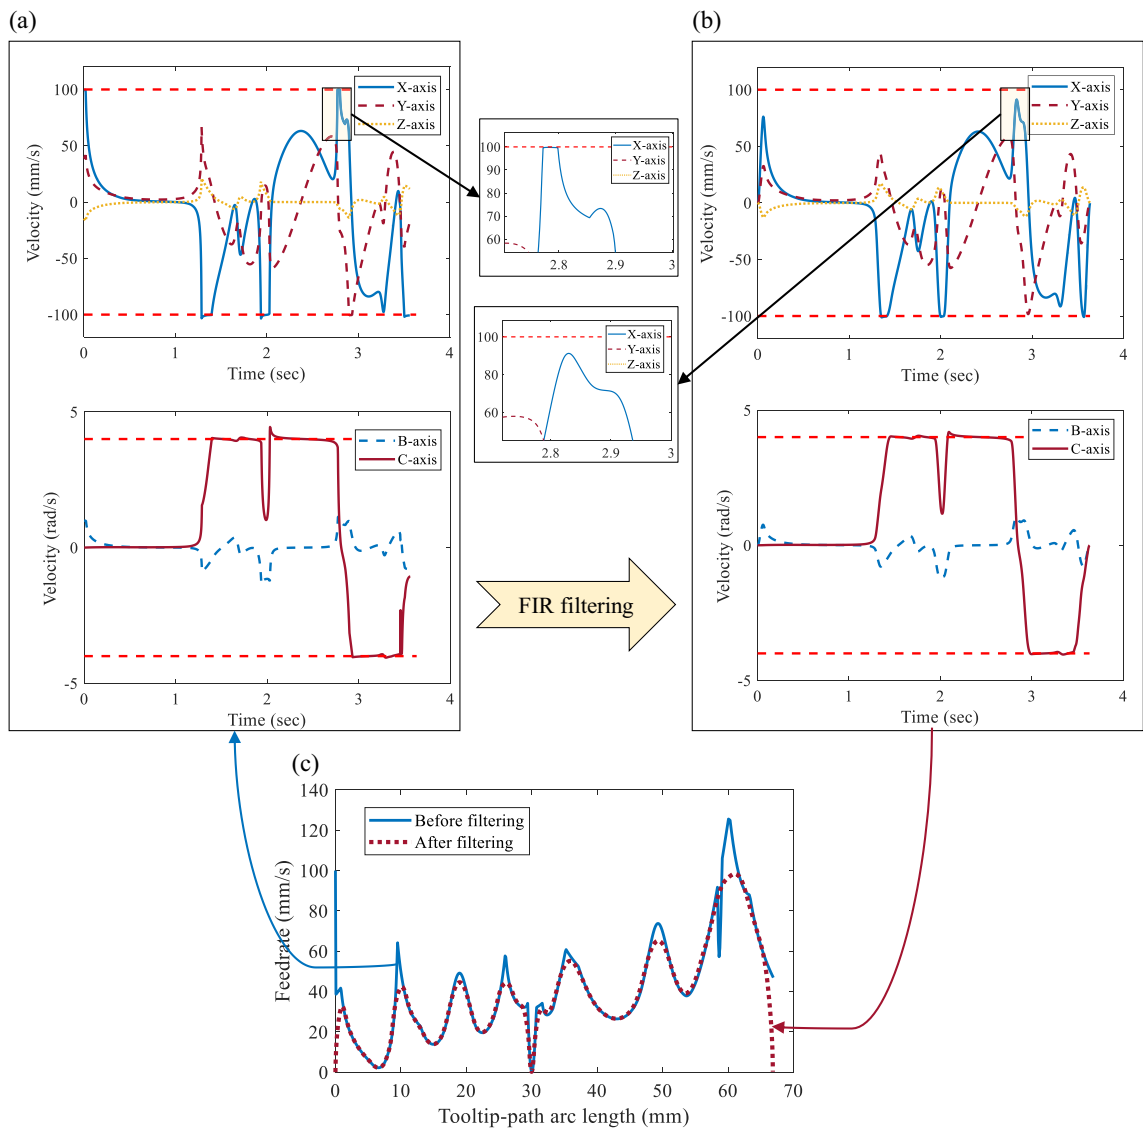 (a)
(b)
100
50
0
-50
-100
0
1
2
3
4
Velocity (mm/s)
Time (sec)
X-axis
Y-axis
Z-axis
100
90
80
70
60
2.8
2.9
3
X-axis
Y-axis
Z-axis
100
80
60
2.8
2.9
3
X-axis
Y-axis
Z-axis
100
50
0
-50
-100
0
1
2
3
4
Velocity (mm/s)
Time (sec)
X-axis
Y-axis
Z-axis
5
0
-5
0
1
2
3
4
Velocity (rad/s)
Time (sec)
B-axis
C-axis
FIR filtering
5
0
-5
0
1
2
3
4
Velocity (rad/s)
Time (sec)
B-axis
C-axis
(c)
140
120
100
80
60
40
20
0
0
10
20
30
40
50
60
70
Feedrate (mm/s)
Tooltip-path arc length (mm)
Before filtering
After filtering